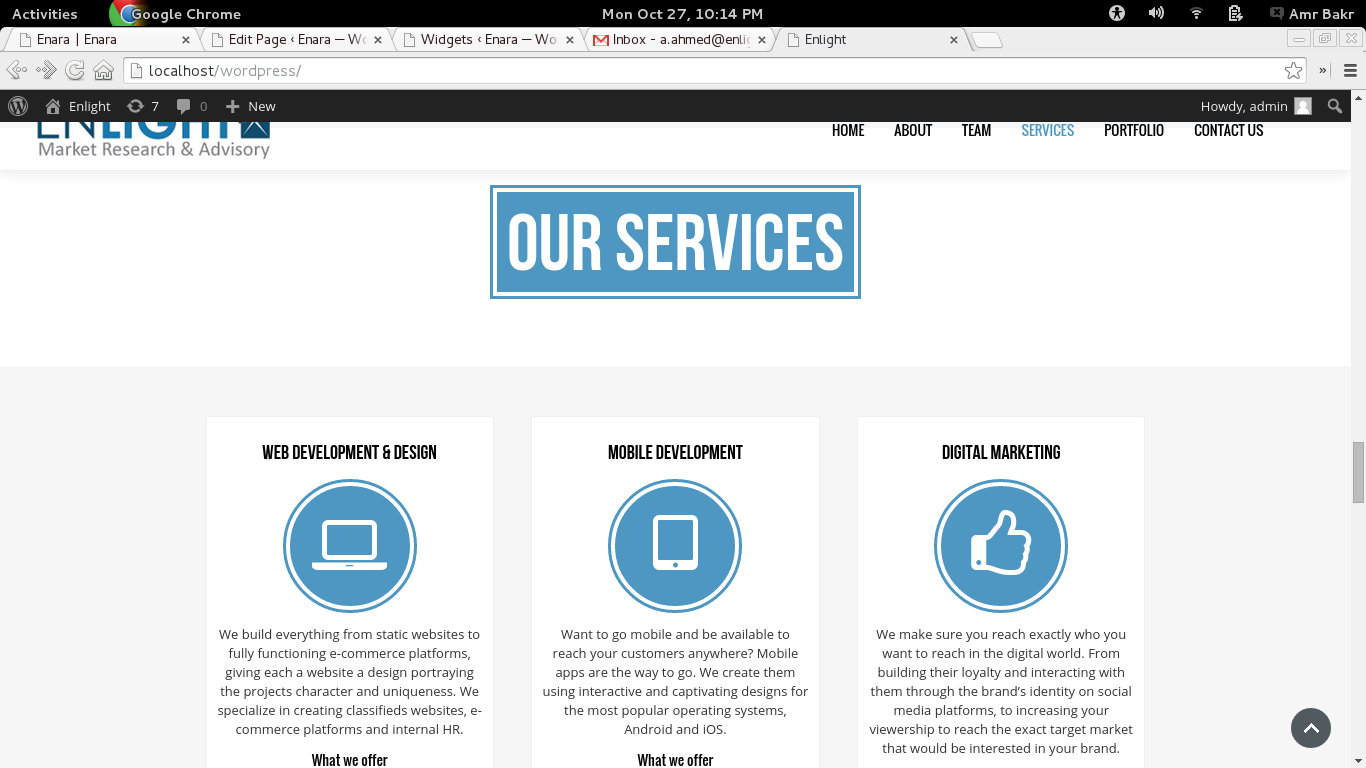 Activities Google Chrome Mon Oct 27, 10:14 PM Amr Bakr
Enara | Enara Edit Page ‹ Enara — Wo Widgets ‹ Enara — Wo Inbox - a.ahmed@enlig Enlight
localhost/wordpress/ »
Enlight 7 0 New Howdy, admin
ENLIGHT
Market Research & Advisory
HOME ABOUT TEAM SERVICES PORTFOLIO CONTACT US
OUR SERVICES
WEB DEVELOPMENT & DESIGN
We build everything from static websites to
fully functioning e-commerce platforms,
giving each a website a design portraying
the projects character and uniqueness. We
specialize in creating classifieds websites, e-
commerce platforms and internal HR.
What we offer
MOBILE DEVELOPMENT
Want to go mobile and be available to
reach your customers anywhere? Mobile
apps are the way to go. We create them
using interactive and captivating designs for
the most popular operating systems,
Android and iOS.
What we offer
DIGITAL MARKETING
We make sure you reach exactly who you
want to reach in the digital world. From
building their loyalty and interacting with
them through the brand’s identity on social
media platforms, to increasing your
viewership to reach the exact target market
that would be interested in your brand.